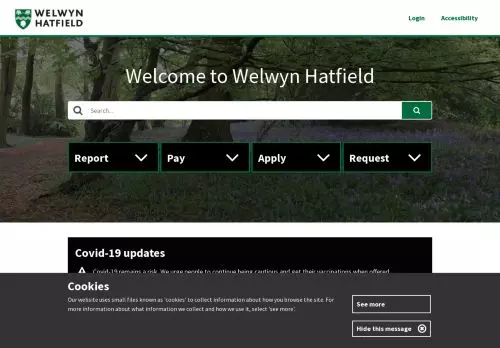 WELWYN
HATFIELD
Login Accessibility
Welcome to Welwyn Hatfield
Search...
Report Pay Apply Request
Covid-19 updates
Covid-19 remains a risk. We urge people to continue being cautious and get their vaccinations when offered.
Cookies
Our website uses small files known as 'cookies' to collect information about how you browse the site. For
more information about what information we collect and how we use it, select 'see more'.
See more
Hide this message